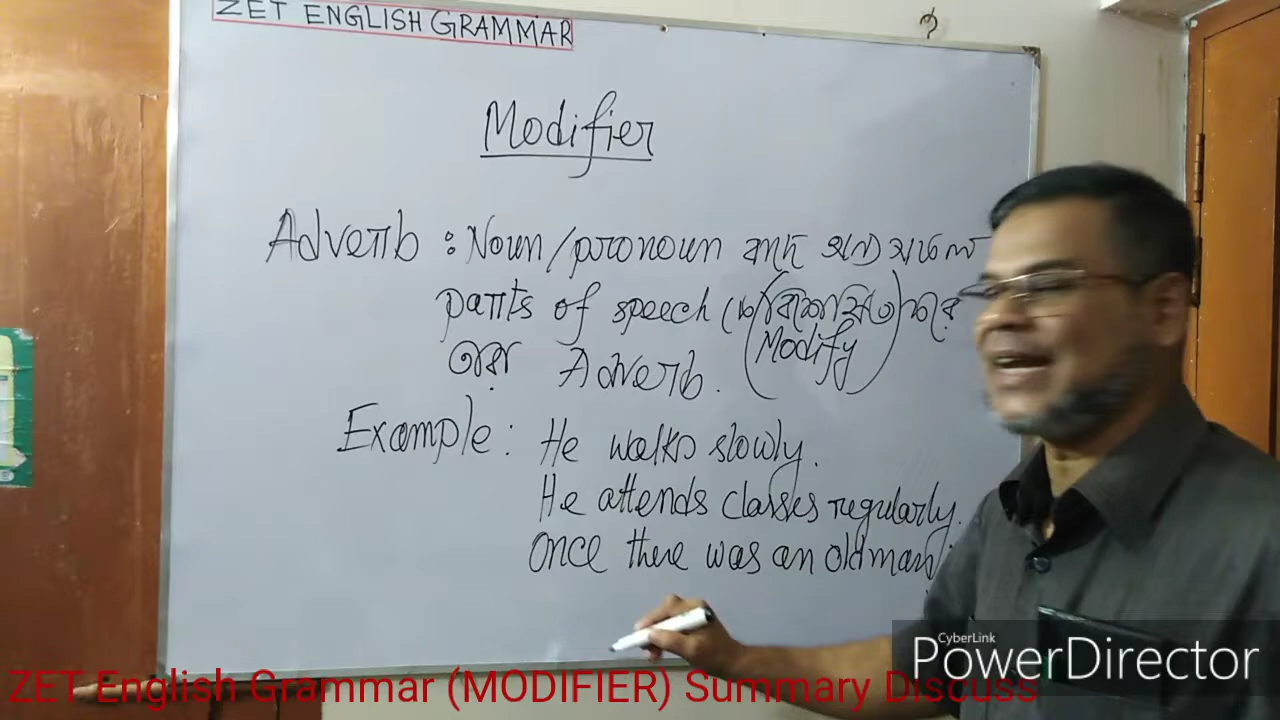 ZET ENGLISH GRAMMAR
Modifier
Adverb : Noun/pronoun বাদে অন্য সকল
parts of speech কে (বিশেষায়িত) করে
Modify
তারা Adverb.
Example : He walks slowly.
He attends classes regularly.
Once there was an old man
CyberLink
PowerDirector
ZET English Grammar (MODIFIER) Summary Discuss